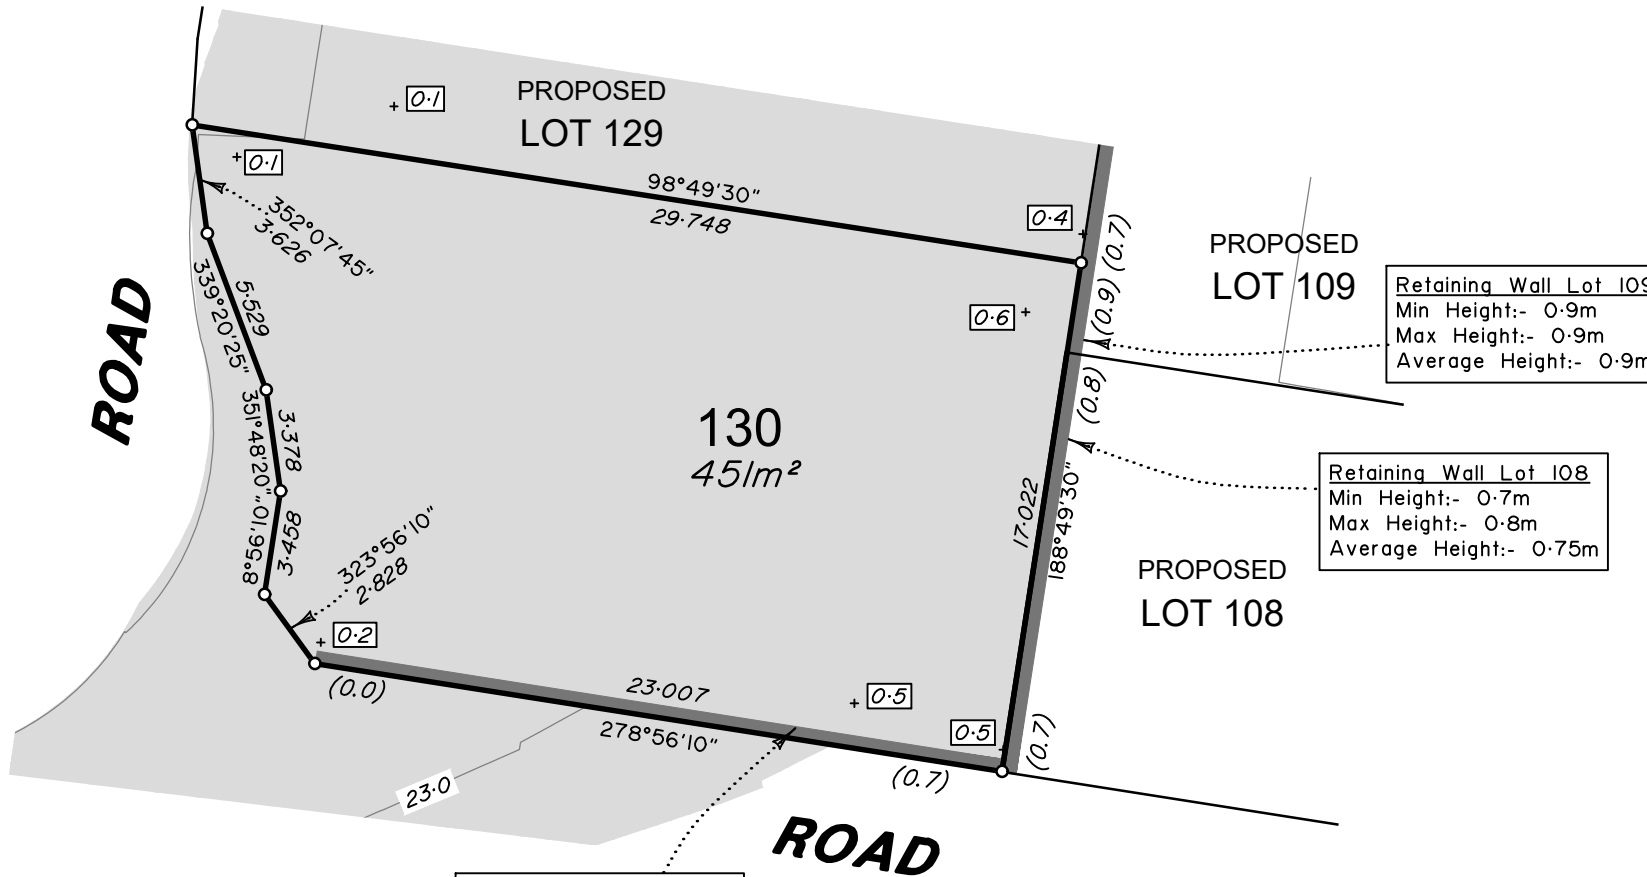 PROPOSED
LOT 129
0·1
0·1
98°49'30"
29·748
0·4
(0.7)
(0.9)
0·6
PROPOSED
LOT 109
Retaining Wall Lot 109
Min Height:- 0·9m
Max Height:- 0·9m
Average Height:- 0·9m
352°07'45"
3·626
5·529
339°20'25"
ROAD
(0.8)
3·378
351°48'20"
130
451m²
Retaining Wall Lot 108
Min Height:- 0·7m
Max Height:- 0·8m
Average Height:- 0·75m
17·022
188°49'30"
3·458
8°56'10"
323°56'10"
2·828
PROPOSED
LOT 108
0·2
(0.0)
23·007
278°56'10"
0·5
0·5
(0.7)
(0.7)
23·0
ROAD